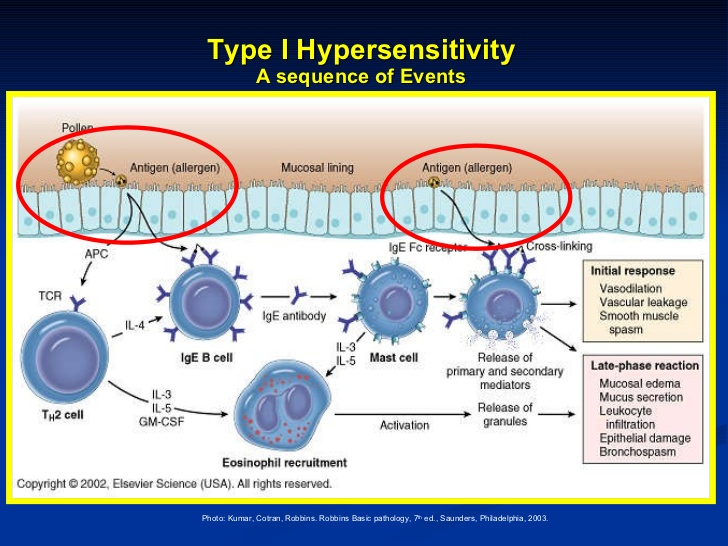 Type I Hypersensitivity
A sequence of Events
Pollen
Antigen (allergen)
Mucosal lining
Antigen (allergen)
APC
IgE Fc receptor
Cross-linking
TCR
IL-4
IgE B cell
IgE antibody
Mast cell
IL-3
IL-5
Release of
primary and secondary
mediators
Initial response
Vasodilation
Vascular leakage
Smooth muscle
spasm
TH2 cell
IL-3
IL-5
GM-CSF
Eosinophil recruitment
Activation
Release of
granules
Late-phase reaction
Mucosal edema
Mucus secretion
Leukocyte
infiltration
Epithelial damage
Bronchospasm
Copyright © 2002, Elsevier Science (USA). All rights reserved.
Photo: Kumar, Cotran, Robbins. Robbins Basic pathology, 7h ed., Saunders, Philadelphia, 2003.